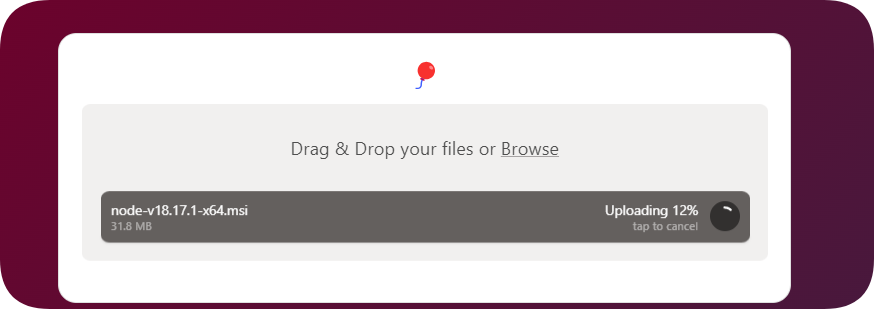 Drag & Drop your files or Browse
node-v18.17.1-x64.msi
Uploading 12%
31.8 MB
tap to cancel